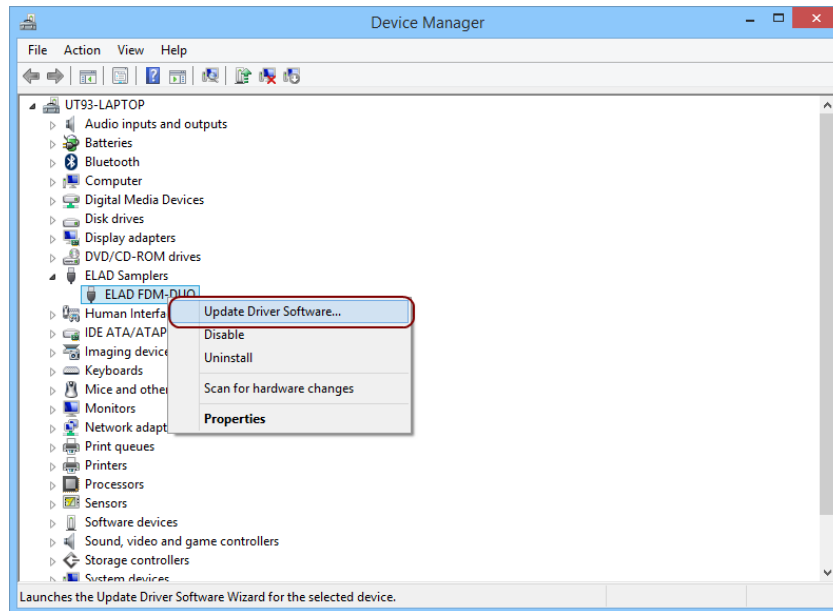 Device Manager
File Action View Help
UT93-LAPTOP
Audio inputs and outputs
Batteries
Bluetooth
Computer
Digital Media Devices
Disk drives
Display adapters
DVD/CD-ROM drives
ELAD Samplers
ELAD FDM-DUO
Human Interfa
IDE ATA/ATAP
Imaging device
Keyboards
Mice and other
Monitors
Network adapt
Print queues
Printers
Processors
Sensors
Software devices
Sound, video and game controllers
Storage controllers
System devices
Update Driver Software...
Disable
Uninstall
Scan for hardware changes
Properties
Launches the Update Driver Software Wizard for the selected device.